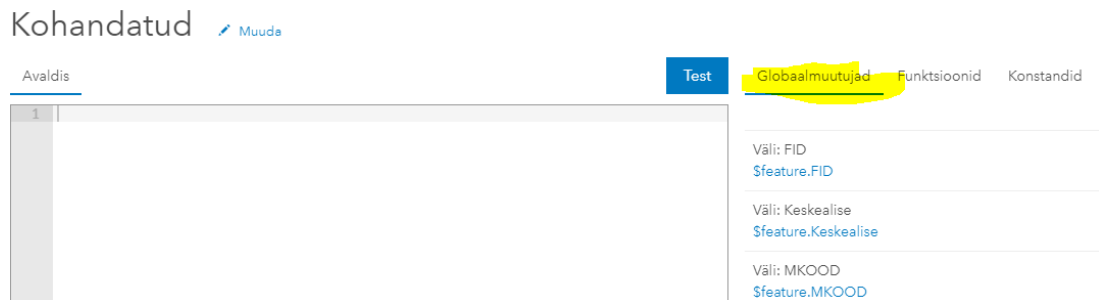 Kohandatud Muuda
Avaldis Test Globaalmuutujad Funktsioonid Konstandid
1
Väli: FID
$feature.FID
Väli: Keskealise
$feature.Keskealise
Väli: MKOOD
$feature.MKOOD